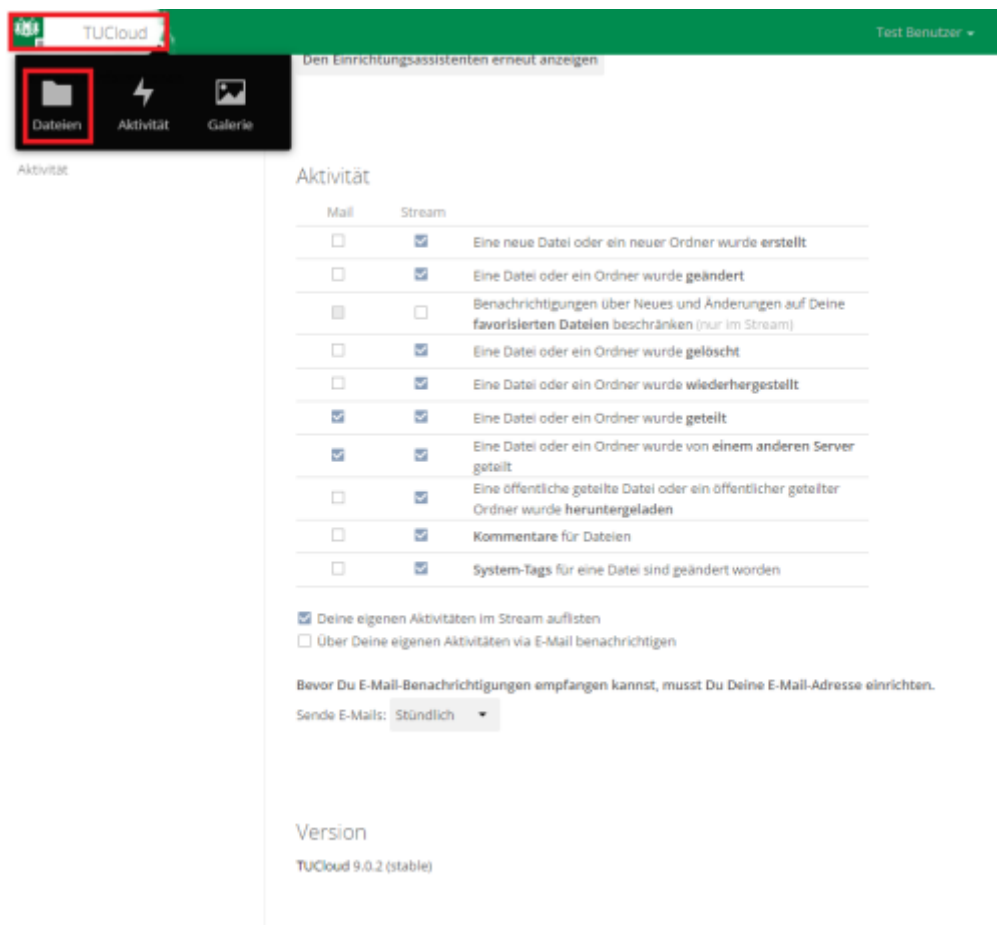 TUCloud
Test Benutzer
Den Einrichtungsassistenten erneut anzeigen
Dateien Aktivität Galerie
Aktivität
Aktivität
Mail Stream
Eine neue Datei oder ein neuer Ordner wurde erstellt
Eine Datei oder ein Ordner wurde geändert
Benachrichtigungen über Neues und Änderungen auf Deine
favorisierten Dateien beschränken (nur im Stream)
Eine Datei oder ein Ordner wurde gelöscht
Eine Datei oder ein Ordner wurde wiederhergestellt
Eine Datei oder ein Ordner wurde geteilt
Eine Datei oder ein Ordner wurde von einem anderen Server
geteilt
Eine öffentliche geteilte Datei oder ein öffentlicher geteilter
Ordner wurde heruntergeladen
Kommentare für Dateien
System-Tags für eine Datei sind geändert worden
Deine eigenen Aktivitäten im Stream auflisten
Über Deine eigenen Aktivitäten via E-Mail benachrichtigen
Bevor Du E-Mail-Benachrichtigungen empfangen kannst, musst Du Deine E-Mail-Adresse einrichten.
Sende E-Mails: Stündlich
Version
TUCloud 9.0.2 (stable)